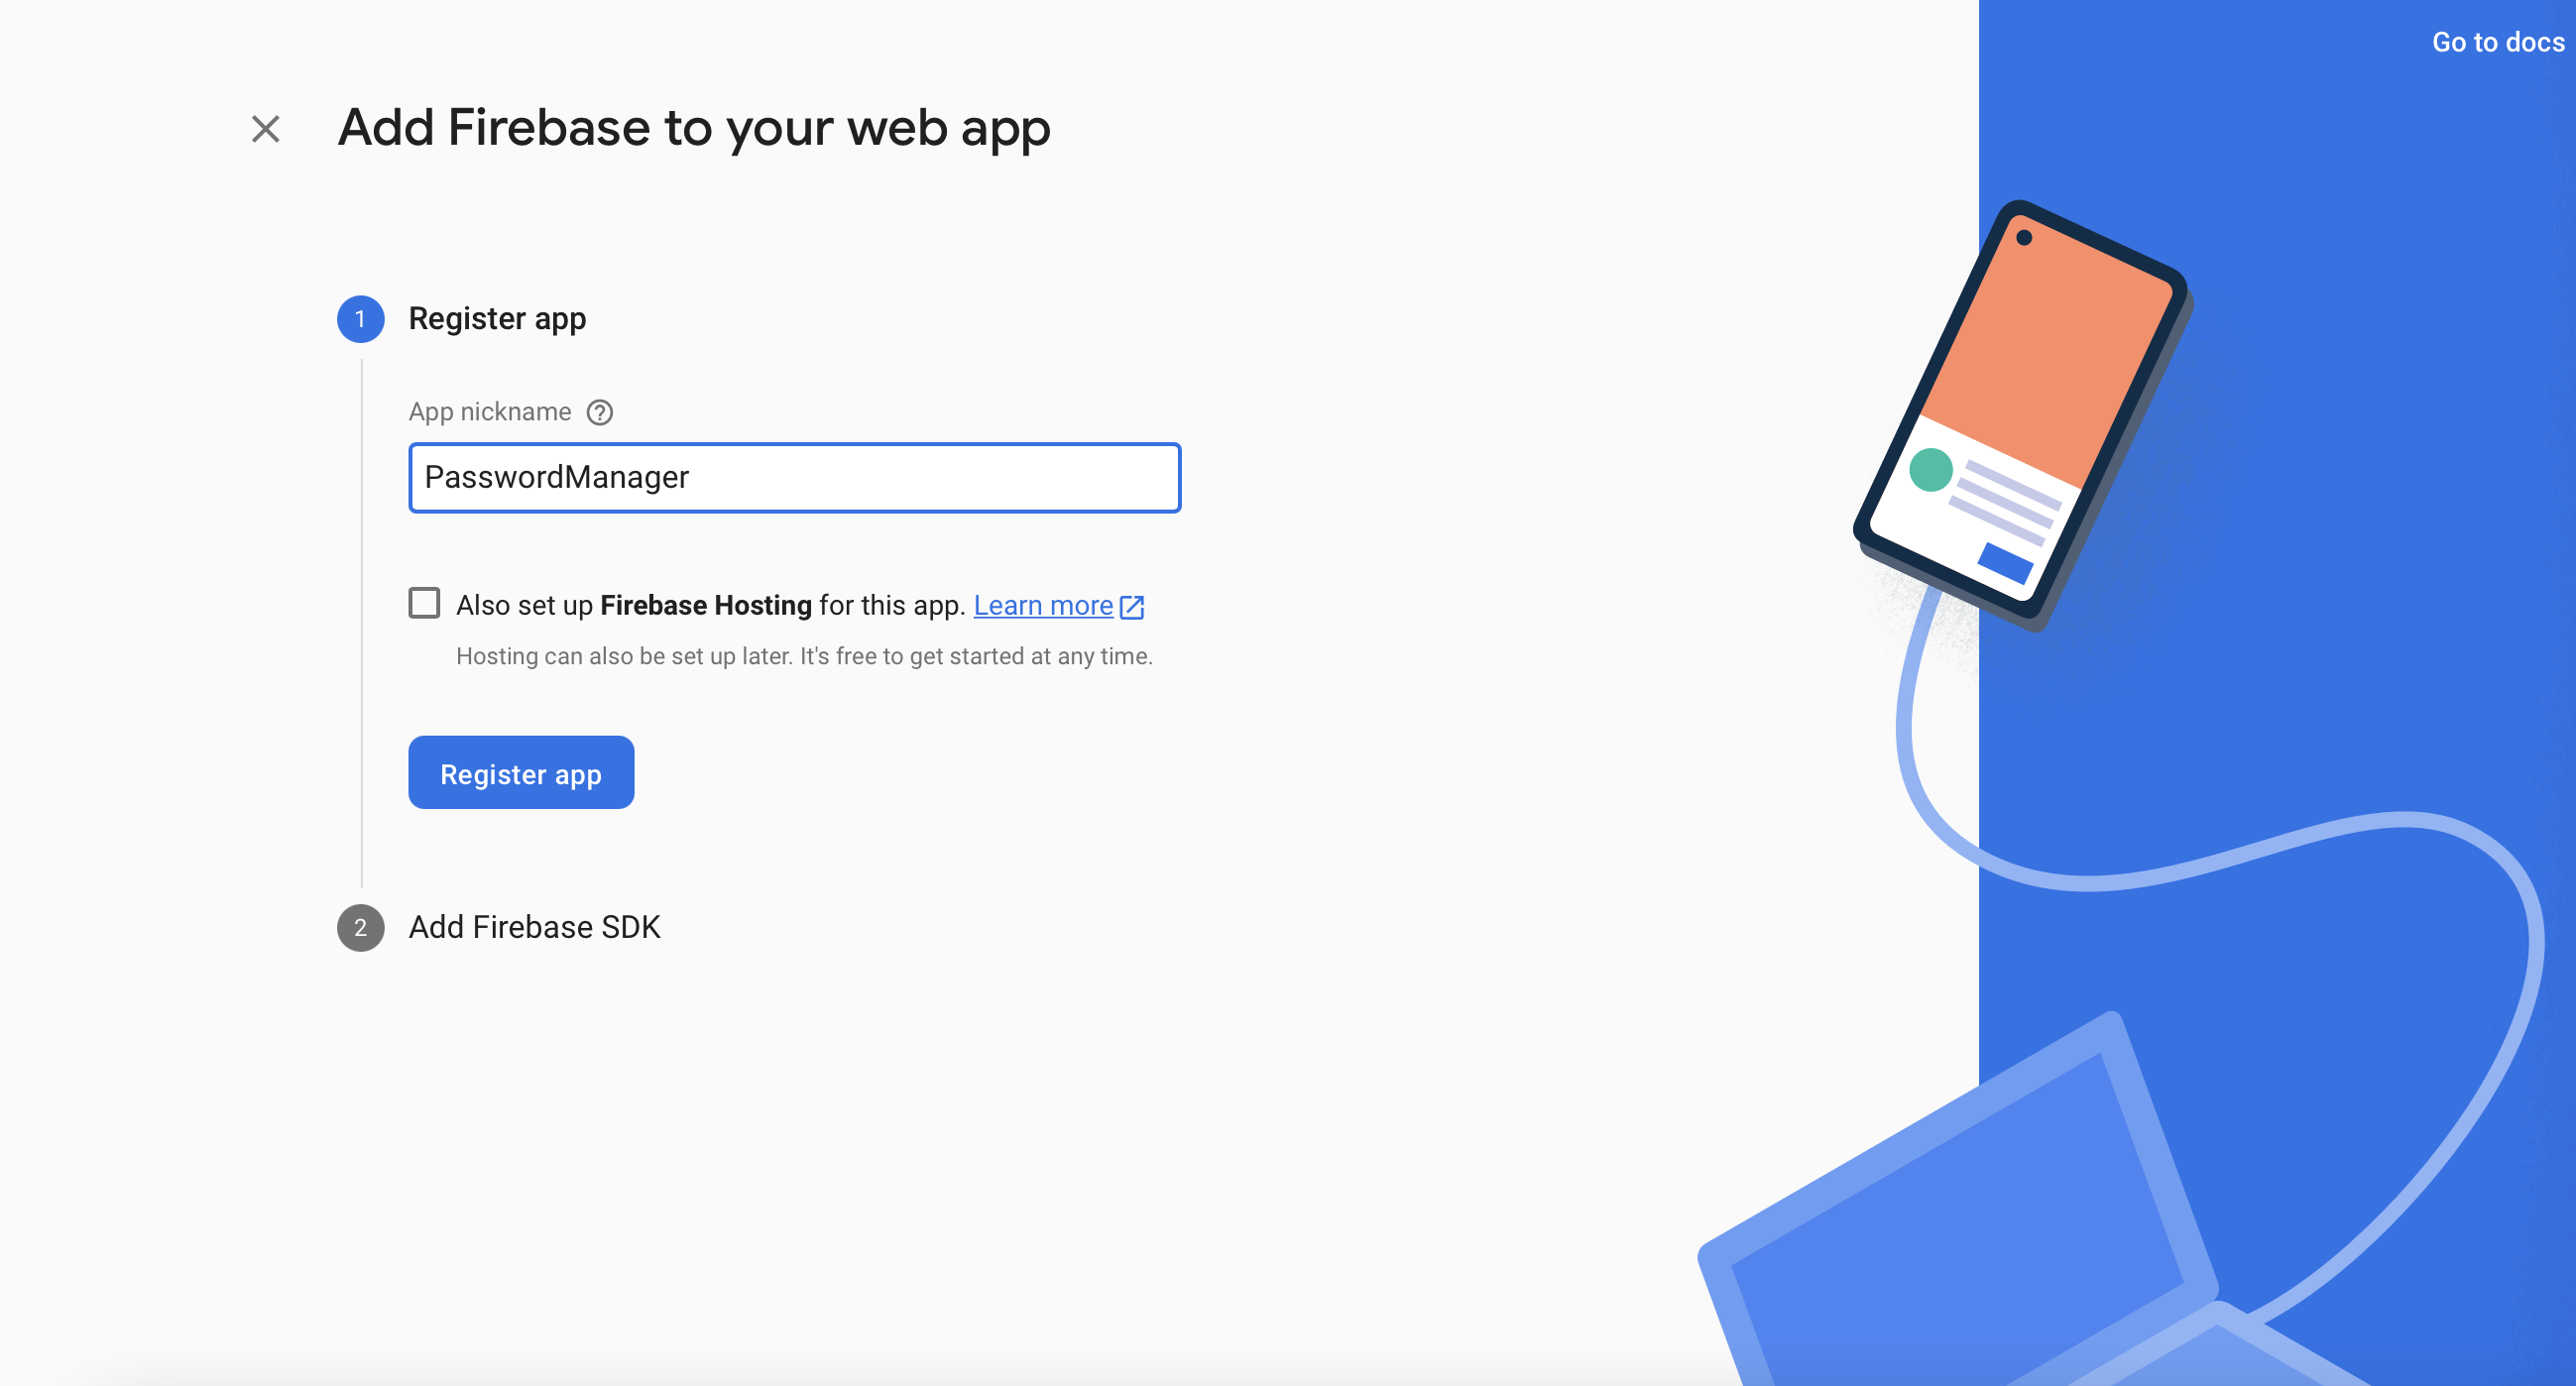 Go to docs
Add Firebase to your web app
1 Register app
App nickname
PasswordManager
Also set up Firebase Hosting for this app. Learn more
Hosting can also be set up later. It's free to get started at any time.
Register app
2 Add Firebase SDK